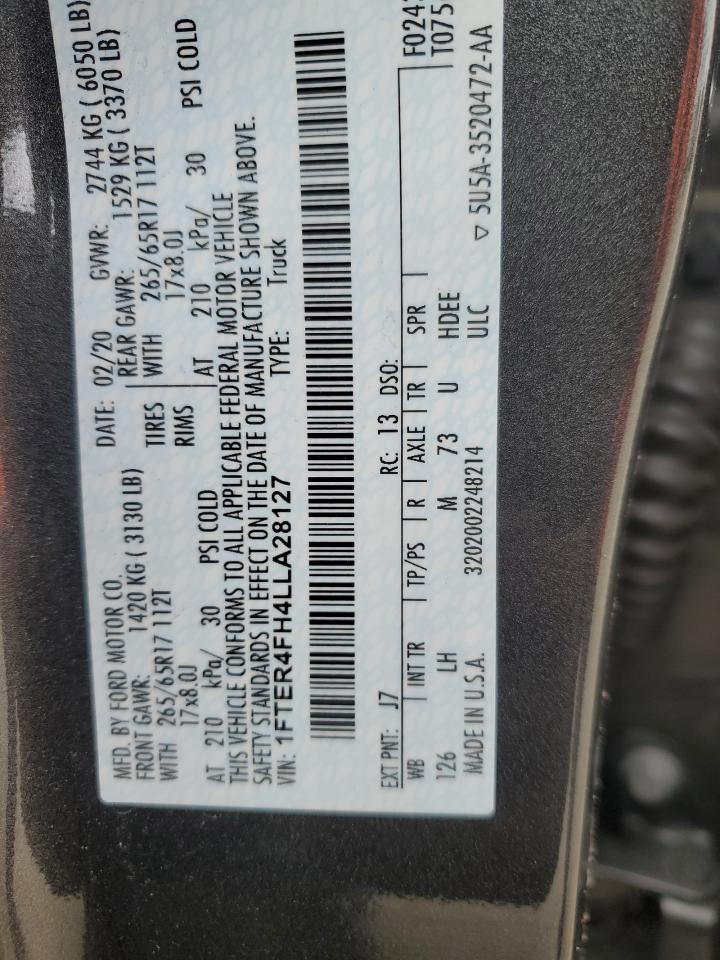 MFD. BY FORD MOTOR CO.
DATE: 02/20
GVWR: 2744 KG ( 6050 LB)
FRONT GAWR: 1420 KG ( 3130 LB)
REAR GAWR: 1529 KG ( 3370 LB)
WITH 265/65R17 112T
TIRES
WITH 265/65R17 112T
17x8.0J
RIMS
17x8.0J
AT 210 kPa/ 30 PSI COLD
AT 210 kPa/ 30 PSI COLD
THIS VEHICLE CONFORMS TO ALL APPLICABLE FEDERAL MOTOR VEHICLE
SAFETY STANDARDS IN EFFECT ON THE DATE OF MANUFACTURE SHOWN ABOVE.
VIN: 1FTER4FH4LLA28127
TYPE: Truck
EXT PNT: J7
RC: 13 DSO:
WB INT TR TP/PS R AXLE TR SPR
126 LH M 73 U HDEE
MADE IN U.S.A.
3202002248214
ULC
▽ 5U5A-3520472-AA